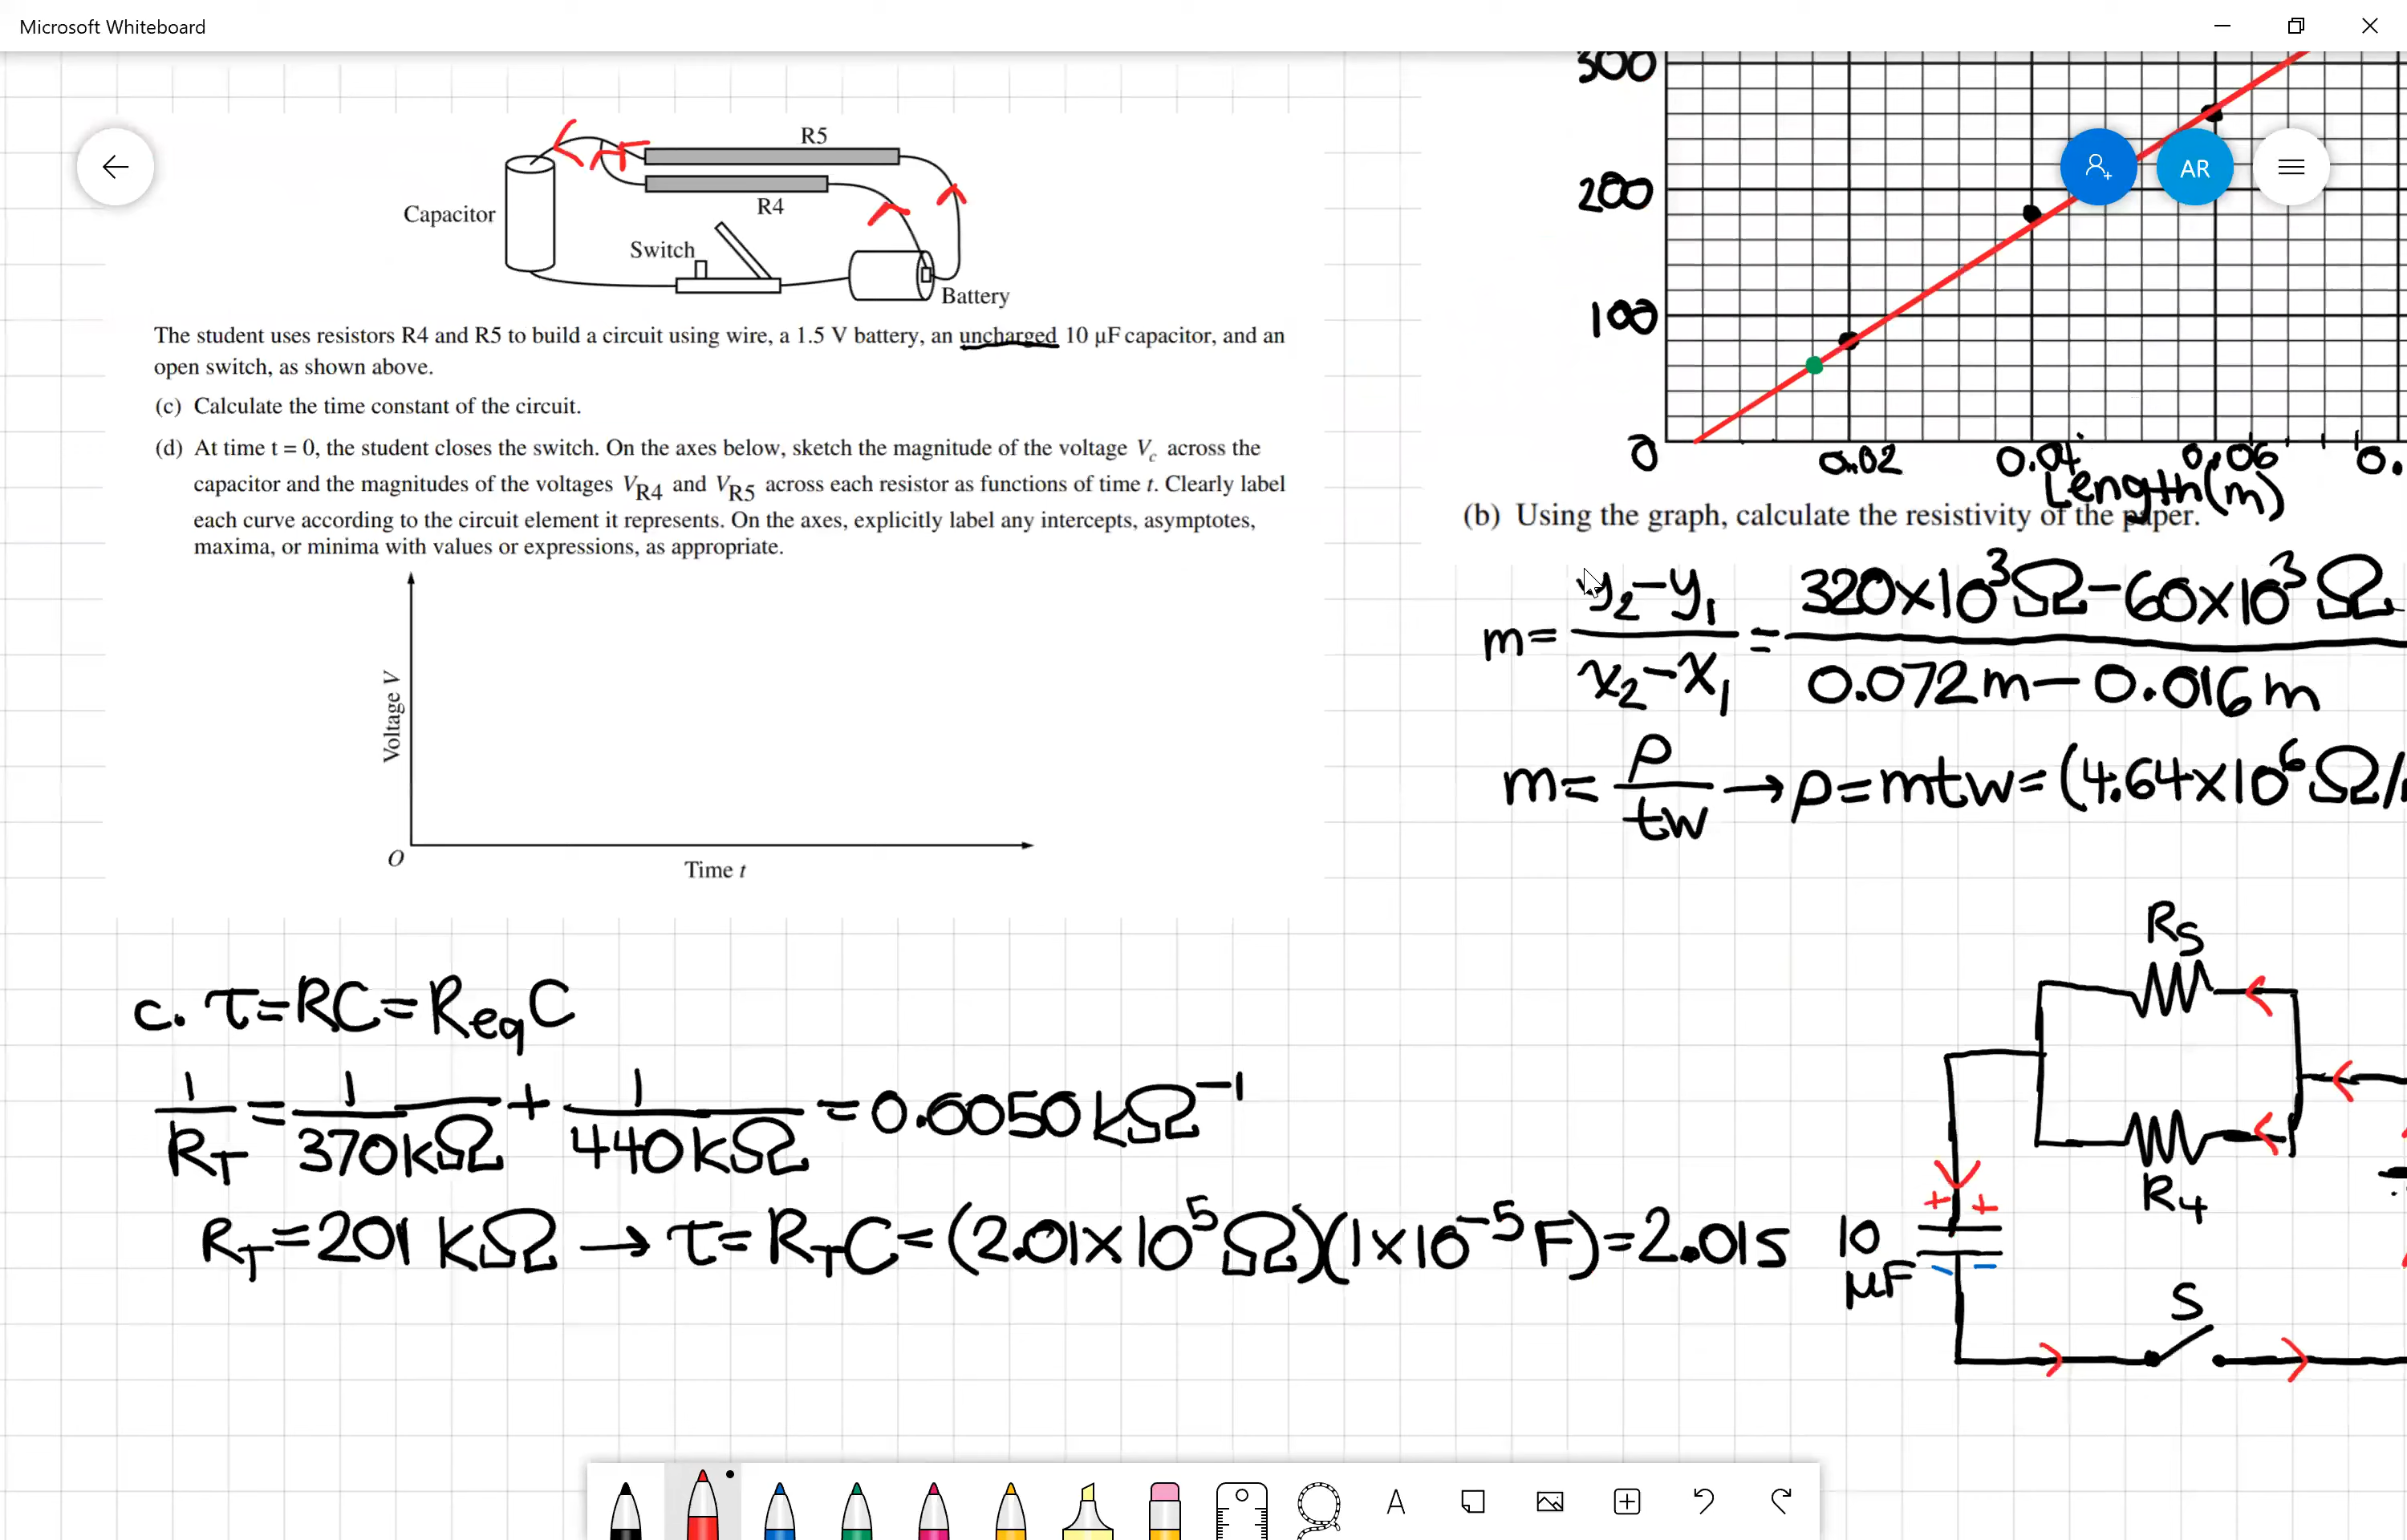 Microsoft Whiteboard
R5
R4
Capacitor
Switch
Battery
The student uses resistors R4 and R5 to build a circuit using wire, a 1.5 V battery, an uncharged 10 μF capacitor, and an
open switch, as shown above.
(c) Calculate the time constant of the circuit.
(d) At time t = 0, the student closes the switch. On the axes below, sketch the magnitude of the voltage Vc across the
capacitor and the magnitudes of the voltages VR4 and VR5 across each resistor as functions of time t. Clearly label
each curve according to the circuit element it represents. On the axes, explicitly label any intercepts, asymptotes,
maxima, or minima with values or expressions, as appropriate.
Voltage V
O
Time t
c. τ=RC=ReqC
1/RT = 1/370kΩ + 1/440kΩ = 0.0050 kΩ⁻¹
RT=201 kΩ → τ=RTC=(2.01×10⁵Ω)(1×10⁻⁵F)=2.01s
300
200
100
0
0.02
0.04
0.06
0.
Length(m)
AR
(b) Using the graph, calculate the resistivity of the paper.
m= y₂-y₁/x₂-x₁ = 320×10³Ω-60×10³Ω/0.072m-0.016m
m= ρ/tw → ρ=mtw=(4.64×10⁶Ω/
R5
R4
+ +
10
μF
S
A